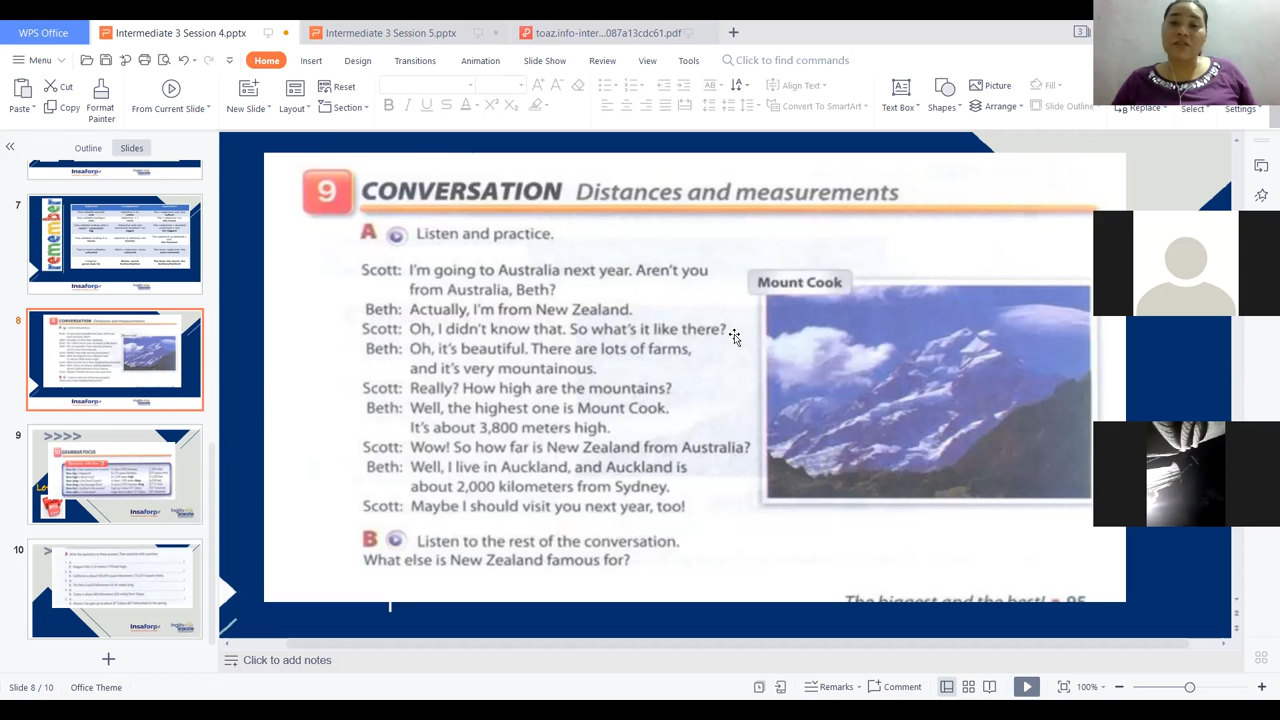 WPS Office
Intermediate 3 Session 4.pptx
Intermediate 3 Session 5.pptx
toaz.info-inter...087a13cdc61.pdf
Menu
Home
Insert
Design
Transitions
Animation
Slide Show
Review
View
Tools
Click to find commands
Cut
Copy
Format
Painter
From Current Slide
New Slide
Layout
Reset
Section
Align Text
Convert To SmartArt
Text Box
Shapes
Picture
Arrange
Fill
Slide Outline
Replace
Select
Settings
Outline
Slides
7
8
9
10
9 CONVERSATION Distances and measurements
A Listen and practice.
Scott: I'm going to Australia next year. Aren't you
from Australia, Beth?
Beth: Actually, I'm from New Zealand.
Scott: Oh, I didn't know that. So what's it like there?
Beth: Oh, it's beautiful. There are lots of farms,
and it's very mountainous.
Scott: Really? How high are the mountains?
Beth: Well, the highest one is Mount Cook.
It's about 3,800 meters high.
Scott: Wow! So how far is New Zealand from Australia?
Beth: Well, I live in Auckland, and Auckland is
about 2,000 kilometers from Sydney.
Scott: Maybe I should visit you next year, too!
Mount Cook
B Listen to the rest of the conversation.
What else is New Zealand famous for?
The biggest and the best! 95
Click to add notes
Slide 8 / 10
Office Theme
Remarks
Comment
100%